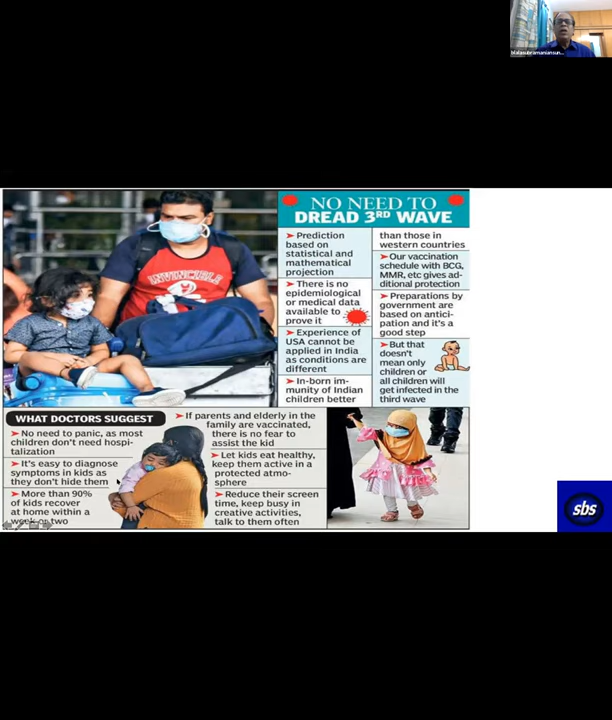 blalasubramaniansun...
NO NEED TO
DREAD 3RD WAVE
➤ Prediction
based on
statistical and
mathematical
projection
➤ There is no
epidemiological
or medical data
available to
prove it
➤ Experience of
USA cannot be
applied in India
as conditions are
different
➤ In-born im-
munity of Indian
children better
than those in
western countries
➤ Our vaccination
schedule with BCG,
MMR, etc gives ad-
ditional protection
➤ Preparations by
government are
based on antici-
pation and it's a
good step
➤ But that
doesn't
mean only
children or
all children will
get infected in the
third wave
INVINCIBLE
WHAT DOCTORS SUGGEST
➤ No need to panic, as most
children don't need hospi-
talization
➤ It's easy to diagnose
symptoms in kids as
they don't hide them
➤ More than 90%
of kids recover
at home within a
week or two
➤ If parents and elderly in the
family are vaccinated,
there is no fear to
assist the kid
➤ Let kids eat healthy,
keep them active in a
protected atmo-
sphere
➤ Reduce their screen
time, keep busy in
creative activities,
talk to them often
sbs